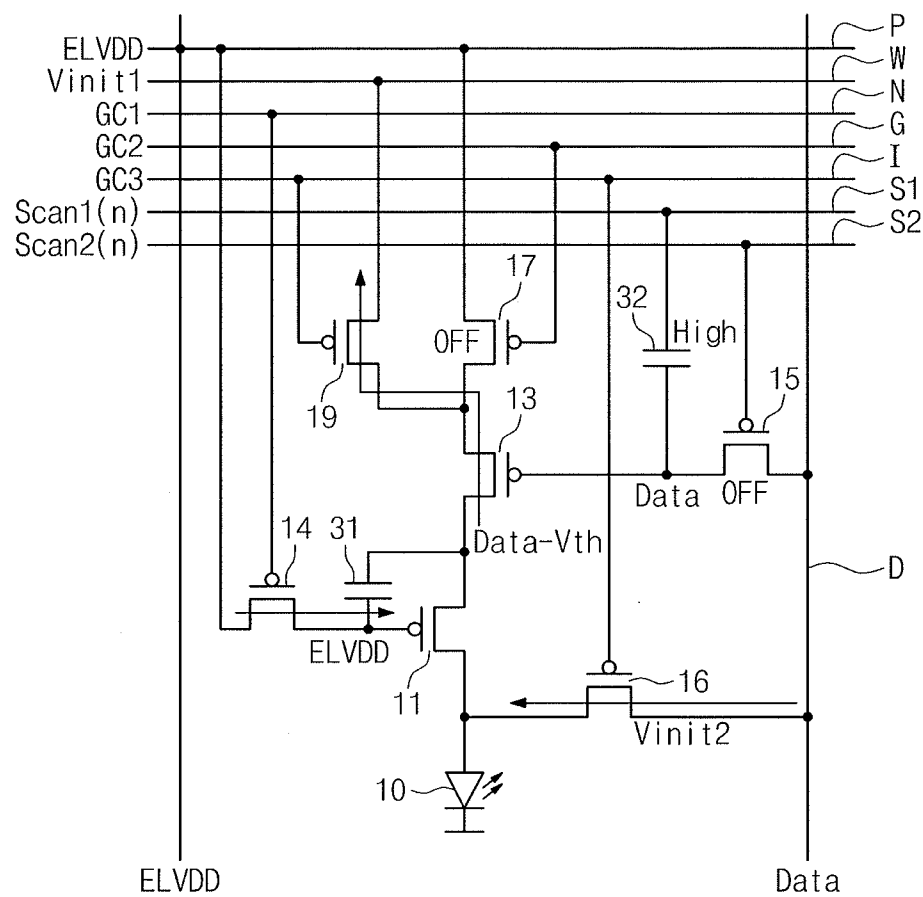 ELVDD
P
Vinit1
W
GC1
N
GC2
G
GC3
I
Scan1(n)
S1
Scan2(n)
S2
17
32
High
OFF
19
13
15
Data
OFF
Data-Vth
14
31
D
ELVDD
11
16
Vinit2
10
ELVDD
Data